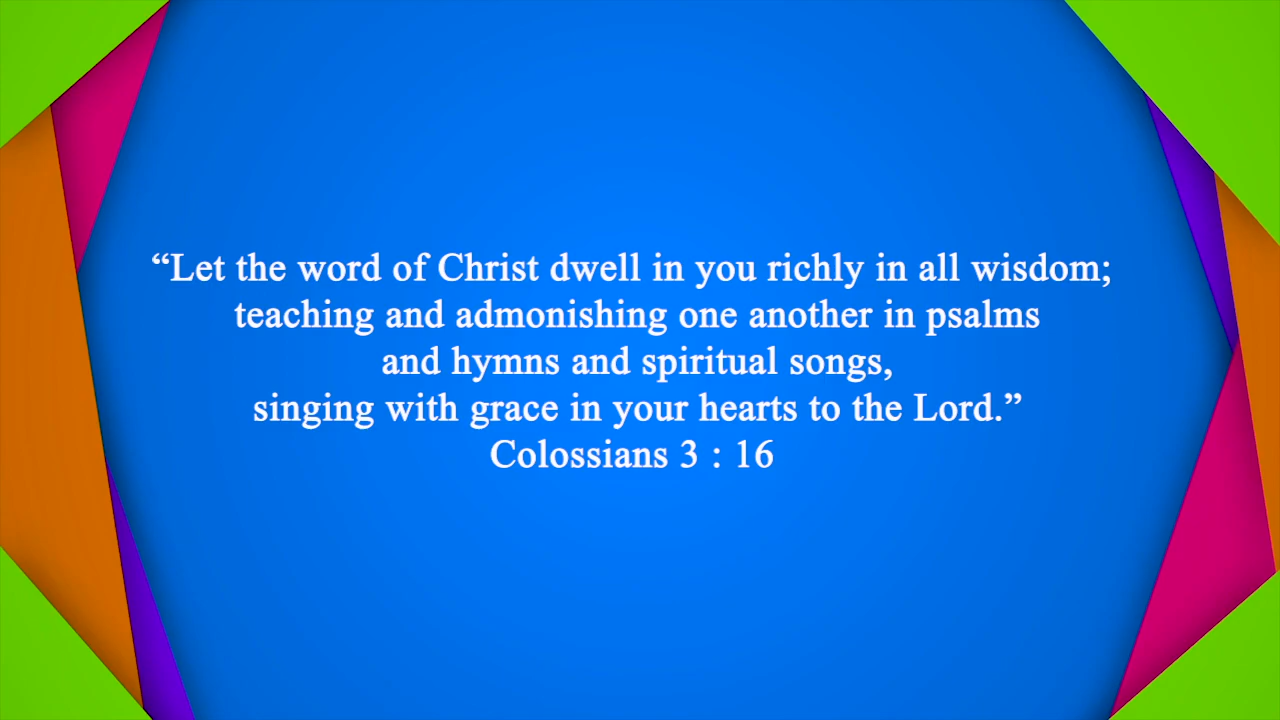 “Let the word of Christ dwell in you richly in all wisdom;
teaching and admonishing one another in psalms
and hymns and spiritual songs,
singing with grace in your hearts to the Lord.”
Colossians 3 : 16